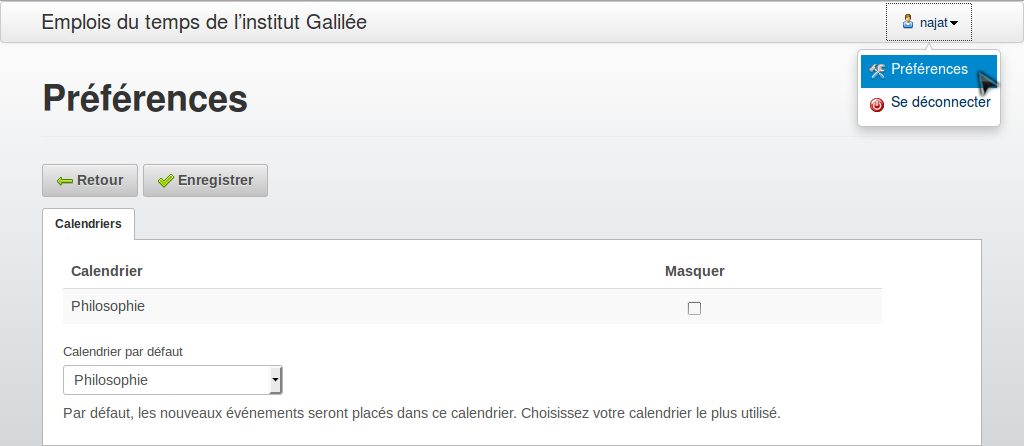 Emplois du temps de l'institut Galilée
najat
Préférences
Se déconnecter
Préférences
Retour
Enregistrer
Calendriers
Calendrier Masquer
Philosophie
Calendrier par défaut
Philosophie
Par défaut, les nouveaux événements seront placés dans ce calendrier. Choisissez votre calendrier le plus utilisé.